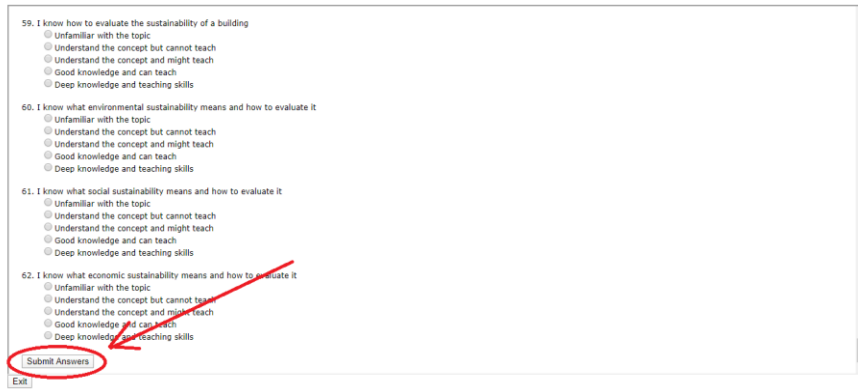 59. I know how to evaluate the sustainability of a building
Unfamiliar with the topic
Understand the concept but cannot teach
Understand the concept and might teach
Good knowledge and can teach
Deep knowledge and teaching skills
60. I know what environmental sustainability means and how to evaluate it
Unfamiliar with the topic
Understand the concept but cannot teach
Understand the concept and might teach
Good knowledge and can teach
Deep knowledge and teaching skills
61. I know what social sustainability means and how to evaluate it
Unfamiliar with the topic
Understand the concept but cannot teach
Understand the concept and might teach
Good knowledge and can teach
Deep knowledge and teaching skills
62. I know what economic sustainability means and how to evaluate it
Unfamiliar with the topic
Understand the concept but cannot teach
Understand the concept and might teach
Good knowledge and can teach
Deep knowledge and teaching skills
Submit Answers
Exit